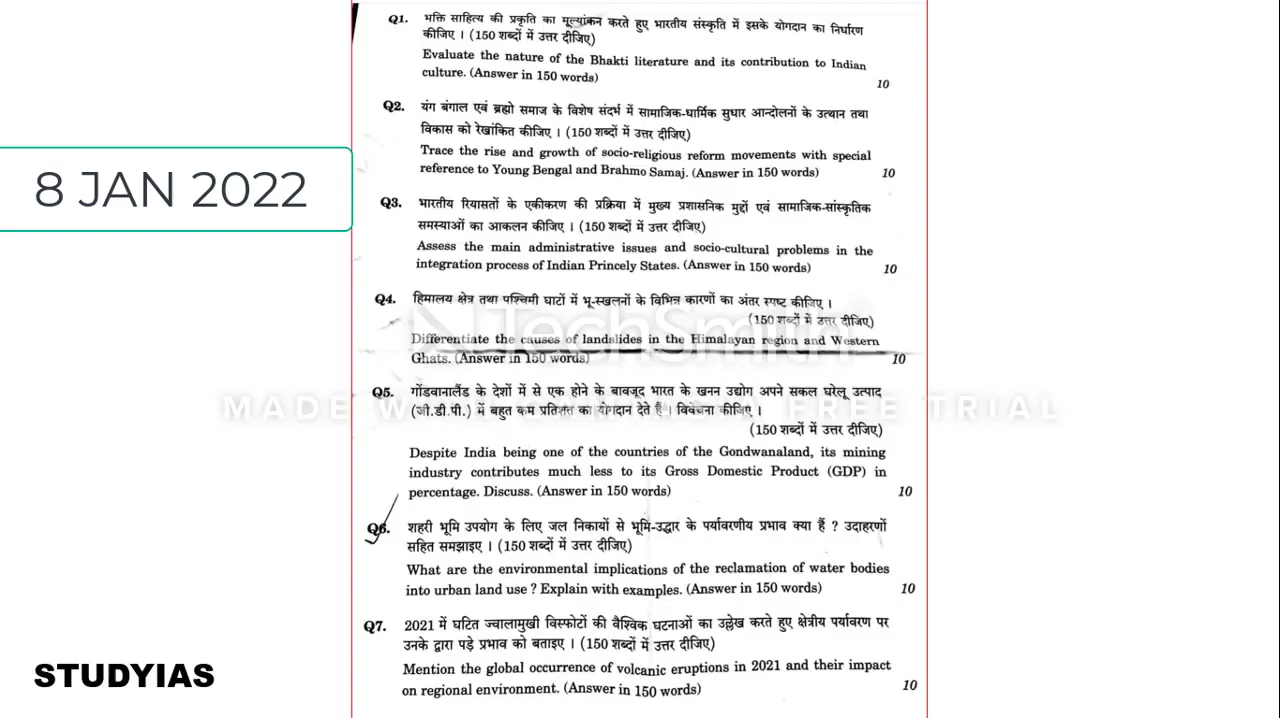 Q1. भक्ति साहित्य की प्रकृति का मूल्यांकन करते हुए भारतीय संस्कृति में इसके योगदान का निर्धारण
कीजिए । (150 शब्दों में उत्तर दीजिए)
Evaluate the nature of the Bhakti literature and its contribution to Indian
culture. (Answer in 150 words)
10
Q2. यंग बंगाल एवं ब्रह्मो समाज के विशेष संदर्भ में सामाजिक-धार्मिक सुधार आन्दोलनों के उत्थान तथा
विकास को रेखांकित कीजिए । (150 शब्दों में उत्तर दीजिए)
Trace the rise and growth of socio-religious reform movements with special
reference to Young Bengal and Brahmo Samaj. (Answer in 150 words)
10
8 JAN 2022
Q3. भारतीय रियासतों के एकीकरण की प्रक्रिया में मुख्य प्रशासनिक मुद्दों एवं सामाजिक-सांस्कृतिक
समस्याओं का आकलन कीजिए । (150 शब्दों में उत्तर दीजिए)
Assess the main administrative issues and socio-cultural problems in the
integration process of Indian Princely States. (Answer in 150 words)
10
Q4. हिमालय क्षेत्र तथा पश्चिमी घाटों में भू-स्खलनों के विभिन्न कारणों का अंतर स्पष्ट कीजिए ।
(150 शब्दों में उत्तर दीजिए)
TechSmith
Differentiate the causes of landslides in the Himalayan region and Western
Ghats. (Answer in 150 words)
10
Q5. गोंडवानालैंड के देशों में से एक होने के बावजूद भारत के खनन उद्योग अपने सकल घरेलू उत्पाद
MADE WITH CAMTASIA FREE TRIAL
(जी.डी.पी.) में बहुत कम प्रतिशत का योगदान देते हैं । विवेचना कीजिए ।
(150 शब्दों में उत्तर दीजिए)
Despite India being one of the countries of the Gondwanaland, its mining
industry contributes much less to its Gross Domestic Product (GDP) in
percentage. Discuss. (Answer in 150 words)
10
Q6. शहरी भूमि उपयोग के लिए जल निकायों से भूमि-उद्धार के पर्यावरणीय प्रभाव क्या हैं ? उदाहरणों
सहित समझाइए । (150 शब्दों में उत्तर दीजिए)
What are the environmental implications of the reclamation of water bodies
into urban land use ? Explain with examples. (Answer in 150 words)
10
Q7. 2021 में घटित ज्वालामुखी विस्फोटों की वैश्विक घटनाओं का उल्लेख करते हुए क्षेत्रीय पर्यावरण पर
उनके द्वारा पड़े प्रभाव को बताइए । (150 शब्दों में उत्तर दीजिए)
Mention the global occurrence of volcanic eruptions in 2021 and their impact
on regional environment. (Answer in 150 words)
10
STUDYIAS